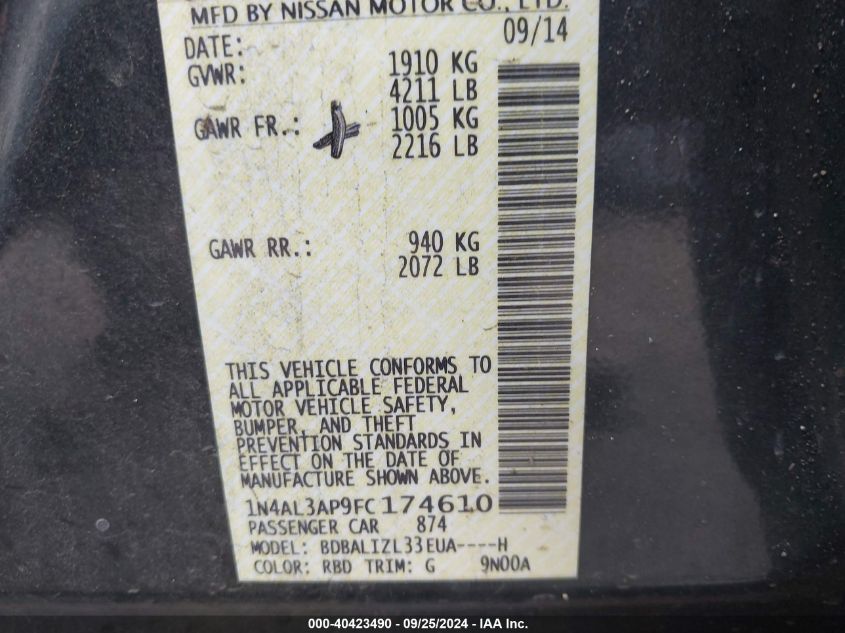 MFD BY NISSAN MOTOR CO., LTD.
DATE: 09/14
GVWR: 1910 KG
4211 LB
GAWR FR.: 1005 KG
2216 LB
GAWR RR.: 940 KG
2072 LB
THIS VEHICLE CONFORMS TO
ALL APPLICABLE FEDERAL
MOTOR VEHICLE SAFETY,
BUMPER, AND THEFT
PREVENTION STANDARDS IN
EFFECT ON THE DATE OF
MANUFACTURE SHOWN ABOVE.
1N4AL3AP9FC174610
PASSENGER CAR 874
MODEL: BDBALIZL33EUA----H
COLOR: RBD TRIM: G 9N00A
000-40423490 - 09/25/2024 - IAA Inc.